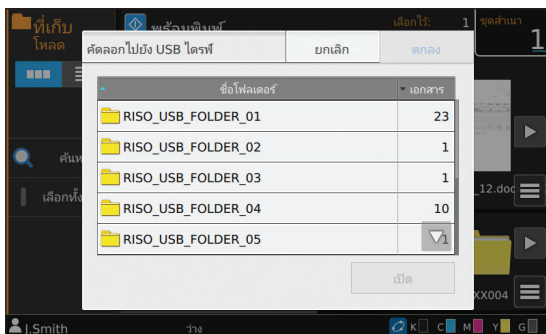 ที่เก็บ
โหลด
พร้อมพิมพ์
เลือกไว้: 1
ชุดสำเนา
1
คัดลอกไปยัง USB ไดรฟ์
ยกเลิก
ตกลง
ชื่อโฟลเดอร์
เอกสาร
RISO_USB_FOLDER_01 23
RISO_USB_FOLDER_02 1
RISO_USB_FOLDER_03 1
RISO_USB_FOLDER_04 10
RISO_USB_FOLDER_05 1
เปิด
ค้นห
เลือกทั้ง
_12.doc
XX004
J.Smith
ว่าง
K C M Y G